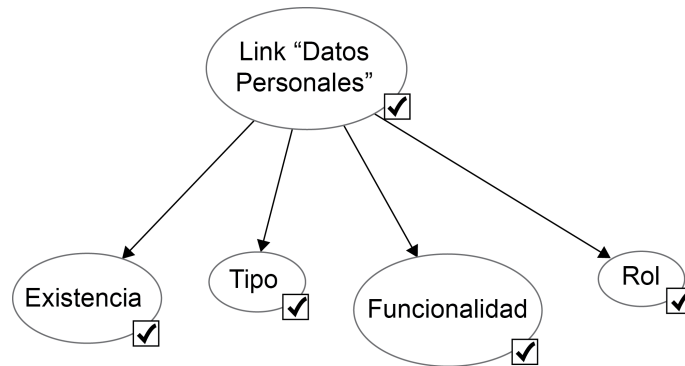 Link “Datos
Personales”
Existencia
Tipo
Funcionalidad
Rol